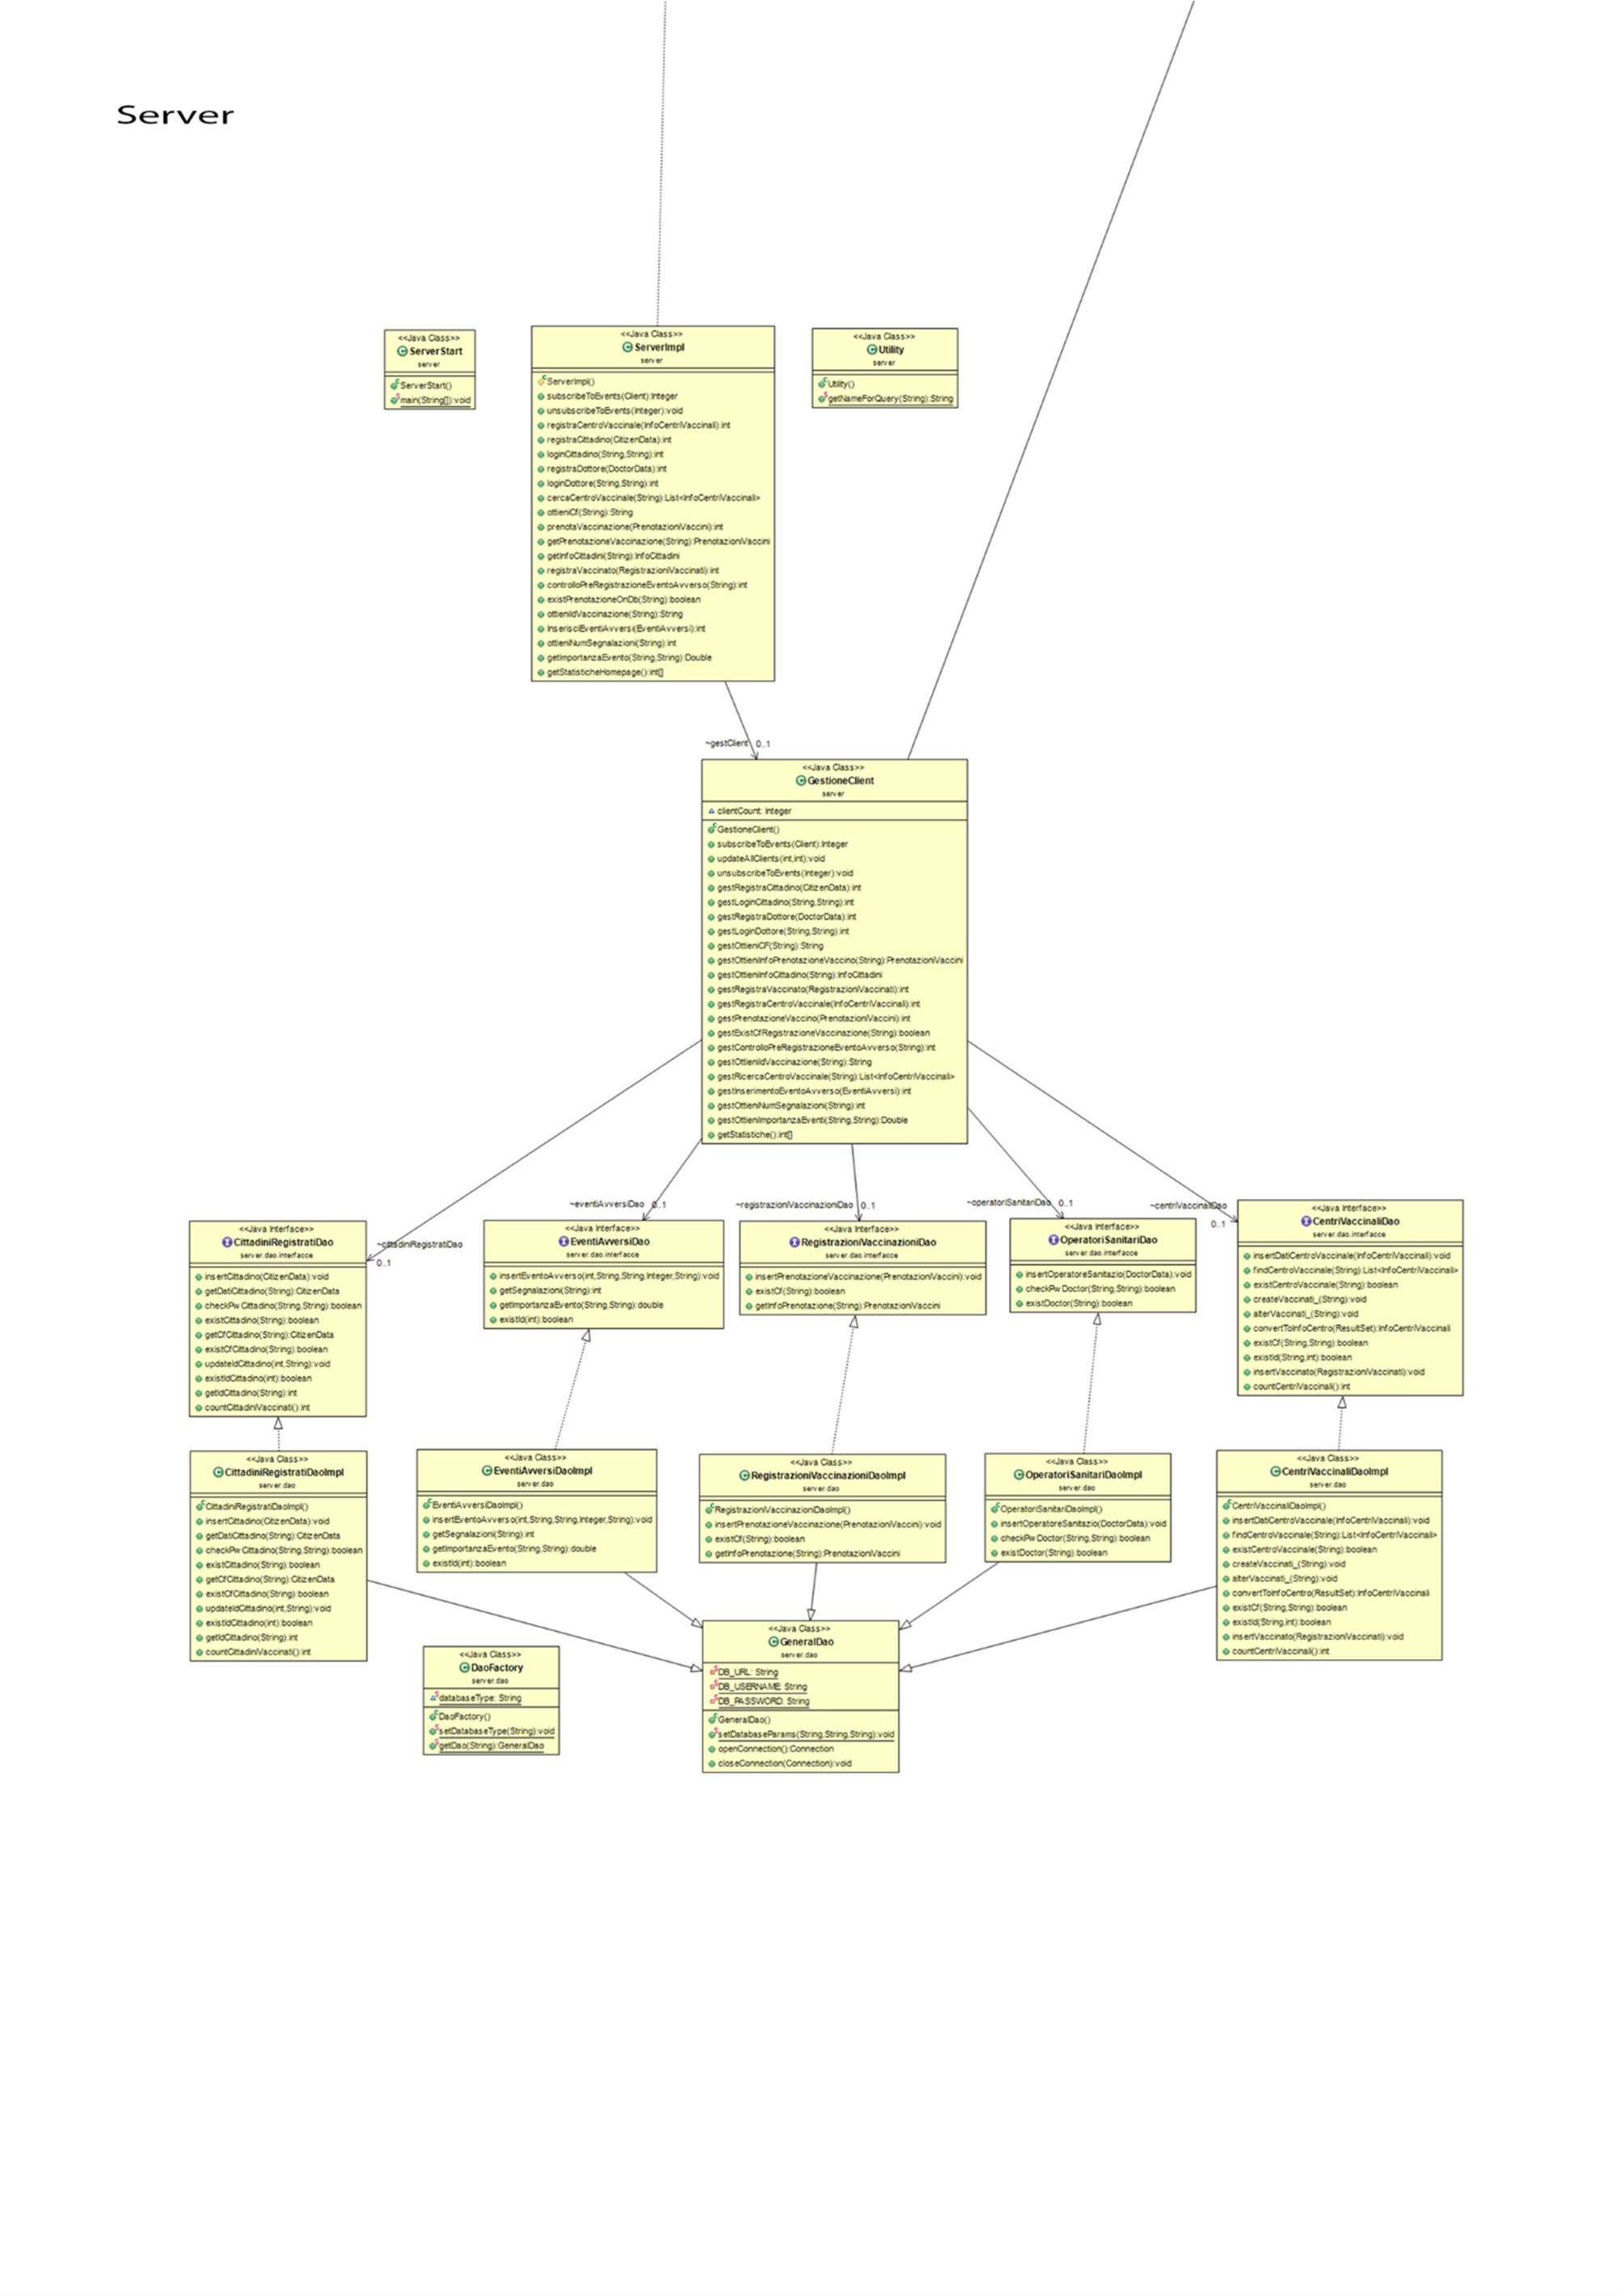 Server
<<Java Class>>
ServerStart
server
ServerStart()
main(String[]):void
<<Java Class>>
ServerImpl
server
ServerImpl()
subscribeToEvents(Client):Integer
unsubscribeToEvents(Integer):void
registraCentroVaccinale(InfoCentriVaccinali):int
registraCittadino(CitizenData):int
loginCittadino(String,String):int
registraDottore(DoctorData):int
loginDottore(String,String):int
cercaCentroVaccinale(String):List<InfoCentriVaccinali>
ottieniCf(String):String
prenotaVaccinazione(PrenotazioniVaccini):int
getPrenotazioneVaccinazione(String):PrenotazioniVaccini
getInfoCittadini(String):InfoCittadini
registraVaccinato(RegistrazioniVaccinati):int
controlloPreRegistrazioneEventoAvverso(String):int
existPrenotazioneOnDb(String):boolean
ottieniIdVaccinazione(String):String
InserisciEventiAvversi(EventiAvversi):int
ottieniNumSegnalazioni(String):int
getImportanzaEvento(String,String):Double
getStatisticheHomepage():int[]
<<Java Class>>
Utility
server
Utility()
getNameForQuery(String):String
~gestClient 0..1
<<Java Class>>
GestioneClient
server
clientCount: Integer
GestioneClient()
subscribeToEvents(Client):Integer
updateAllClients(int,int):void
unsubscribeToEvents(Integer):void
gestRegistraCittadino(CitizenData):int
gestLoginCittadino(String,String):int
gestRegistraDottore(DoctorData):int
gestLoginDottore(String,String):int
gestOttieniCF(String):String
gestOttieniInfoPrenotazioneVaccino(String):PrenotazioniVaccini
gestOttieniInfoCittadino(String):InfoCittadini
gestRegistraVaccinato(RegistrazioniVaccinati):int
gestRegistraCentroVaccinale(InfoCentriVaccinali):int
gestPrenotazioneVaccino(PrenotazioniVaccini):int
gestExistCfRegistrazioneVaccinazione(String):boolean
gestControlloPreRegistrazioneEventoAvverso(String):int
gestOttieniIdVaccinazione(String):String
gestRicercaCentroVaccinale(String):List<InfoCentriVaccinali>
gestInserimentoEventoAvverso(EventiAvversi):int
gestOttieniNumSegnalazioni(String):int
gestOttieniImportanzaEventi(String,String):Double
getStatistiche():int[]
~cittadiniRegistratiDao
0..1
~eventiAvversiDao 0..1
~registrazioniVaccinazioniDao 0..1
~operatoriSanitariDao 0..1
~centriVaccinaliDao
0..1
<<Java Interface>>
CittadiniRegistratiDao
server.dao.interfacce
insertCittadino(CitizenData):void
getDatiCittadino(String):CitizenData
checkPwCittadino(String,String):boolean
existCittadino(String):boolean
getCfCittadino(String):CitizenData
existCfCittadino(String):boolean
updateIdCittadino(int,String):void
existIdCittadino(int):boolean
getIdCittadino(String):int
countCittadiniVaccinati():int
<<Java Interface>>
EventiAvversiDao
server.dao.interfacce
insertEventoAvverso(int,String,String,Integer,String):void
getSegnalazioni(String):int
getImportanzaEvento(String,String):double
existId(int):boolean
<<Java Interface>>
RegistrazioniVaccinazioniDao
server.dao.interfacce
insertPrenotazioneVaccinazione(PrenotazioniVaccini):void
existCf(String):boolean
getInfoPrenotazione(String):PrenotazioniVaccini
<<Java Interface>>
OperatoriSanitariDao
server.dao.interfacce
insertOperatoreSanitazio(DoctorData):void
checkPwDoctor(String,String):boolean
existDoctor(String):boolean
<<Java Interface>>
CentriVaccinaliDao
server.dao.interfacce
insertDatiCentroVaccinale(InfoCentriVaccinali):void
findCentroVaccinale(String):List<InfoCentriVaccinali>
existCentroVaccinale(String):boolean
createVaccinati_(String):void
alterVaccinati_(String):void
convertToInfoCentro(ResultSet):InfoCentriVaccinali
existCf(String,String):boolean
existId(String,int):boolean
insertVaccinato(RegistrazioniVaccinati):void
countCentriVaccinali():int
<<Java Class>>
CittadiniRegistratiDaoImpl
server.dao
CittadiniRegistratiDaoImpl()
insertCittadino(CitizenData):void
getDatiCittadino(String):CitizenData
checkPwCittadino(String,String):boolean
existCittadino(String):boolean
getCfCittadino(String):CitizenData
existCfCittadino(String):boolean
updateIdCittadino(int,String):void
existIdCittadino(int):boolean
getIdCittadino(String):int
countCittadiniVaccinati():int
<<Java Class>>
EventiAvversiDaoImpl
server.dao
EventiAvversiDaoImpl()
insertEventoAvverso(int,String,String,Integer,String):void
getSegnalazioni(String):int
getImportanzaEvento(String,String):double
existId(int):boolean
<<Java Class>>
RegistrazioniVaccinazioniDaoImpl
server.dao
RegistrazioniVaccinazioniDaoImpl()
insertPrenotazioneVaccinazione(PrenotazioniVaccini):void
existCf(String):boolean
getInfoPrenotazione(String):PrenotazioniVaccini
<<Java Class>>
OperatoriSanitariDaoImpl
server.dao
OperatoriSanitariDaoImpl()
insertOperatoreSanitazio(DoctorData):void
checkPwDoctor(String,String):boolean
existDoctor(String):boolean
<<Java Class>>
CentriVaccinaliDaoImpl
server.dao
CentriVaccinaliDaoImpl()
insertDatiCentroVaccinale(InfoCentriVaccinali):void
findCentroVaccinale(String):List<InfoCentriVaccinali>
existCentroVaccinale(String):boolean
createVaccinati_(String):void
alterVaccinati_(String):void
convertToInfoCentro(ResultSet):InfoCentriVaccinali
existCf(String,String):boolean
existId(String,int):boolean
insertVaccinato(RegistrazioniVaccinati):void
countCentriVaccinali():int
<<Java Class>>
DaoFactory
server.dao
databaseType: String
DaoFactory()
setDatabaseType(String):void
getDao(String):GeneralDao
<<Java Class>>
GeneralDao
server.dao
DB_URL: String
DB_USERNAME: String
DB_PASSWORD: String
GeneralDao()
setDatabaseParams(String,String,String):void
openConnection():Connection
closeConnection(Connection):void